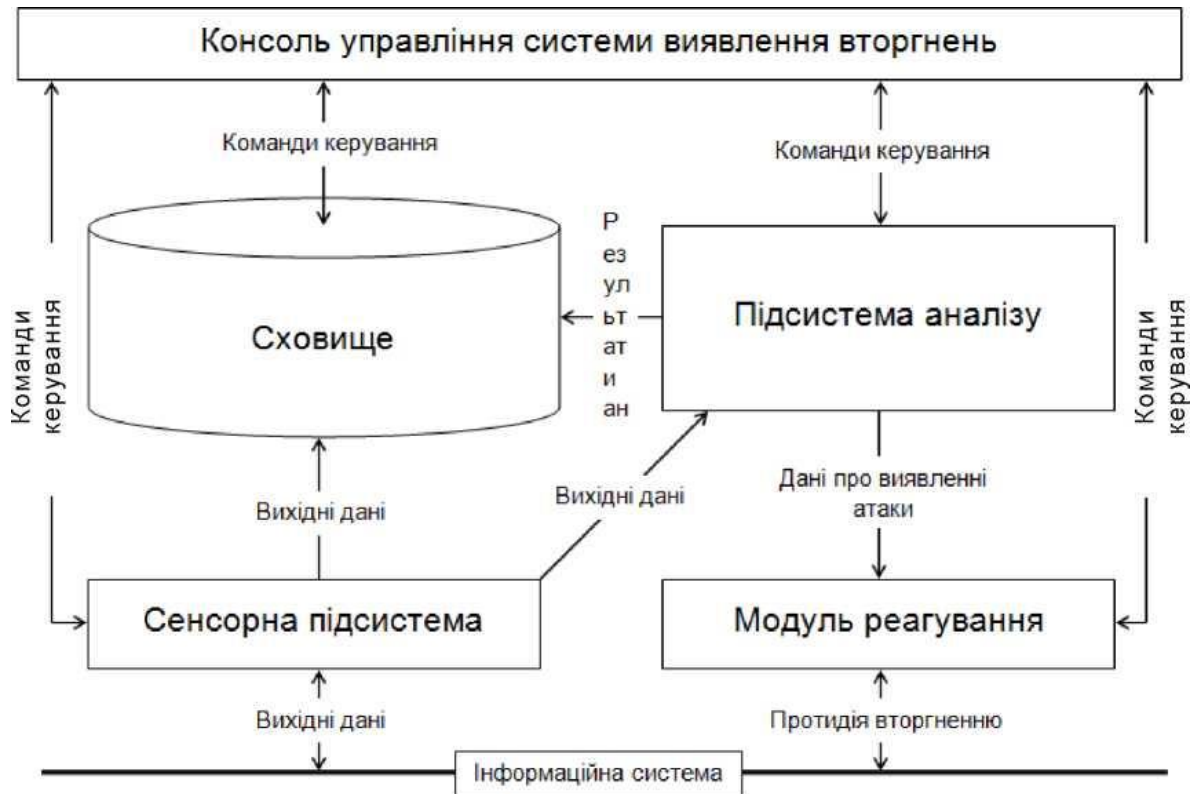 Консоль управління системи виявлення вторгнень
Команди керування
Команди керування
Р
ез
ул
ьт
ат
и
ан
Команди
керування
Сховище
Підсистема аналізу
Команди
керування
Вихідні дані
Вихідні дані
Дані про виявленні
атаки
Сенсорна підсистема
Модуль реагування
Вихідні дані
Протидія вторгненню
Інформаційна система